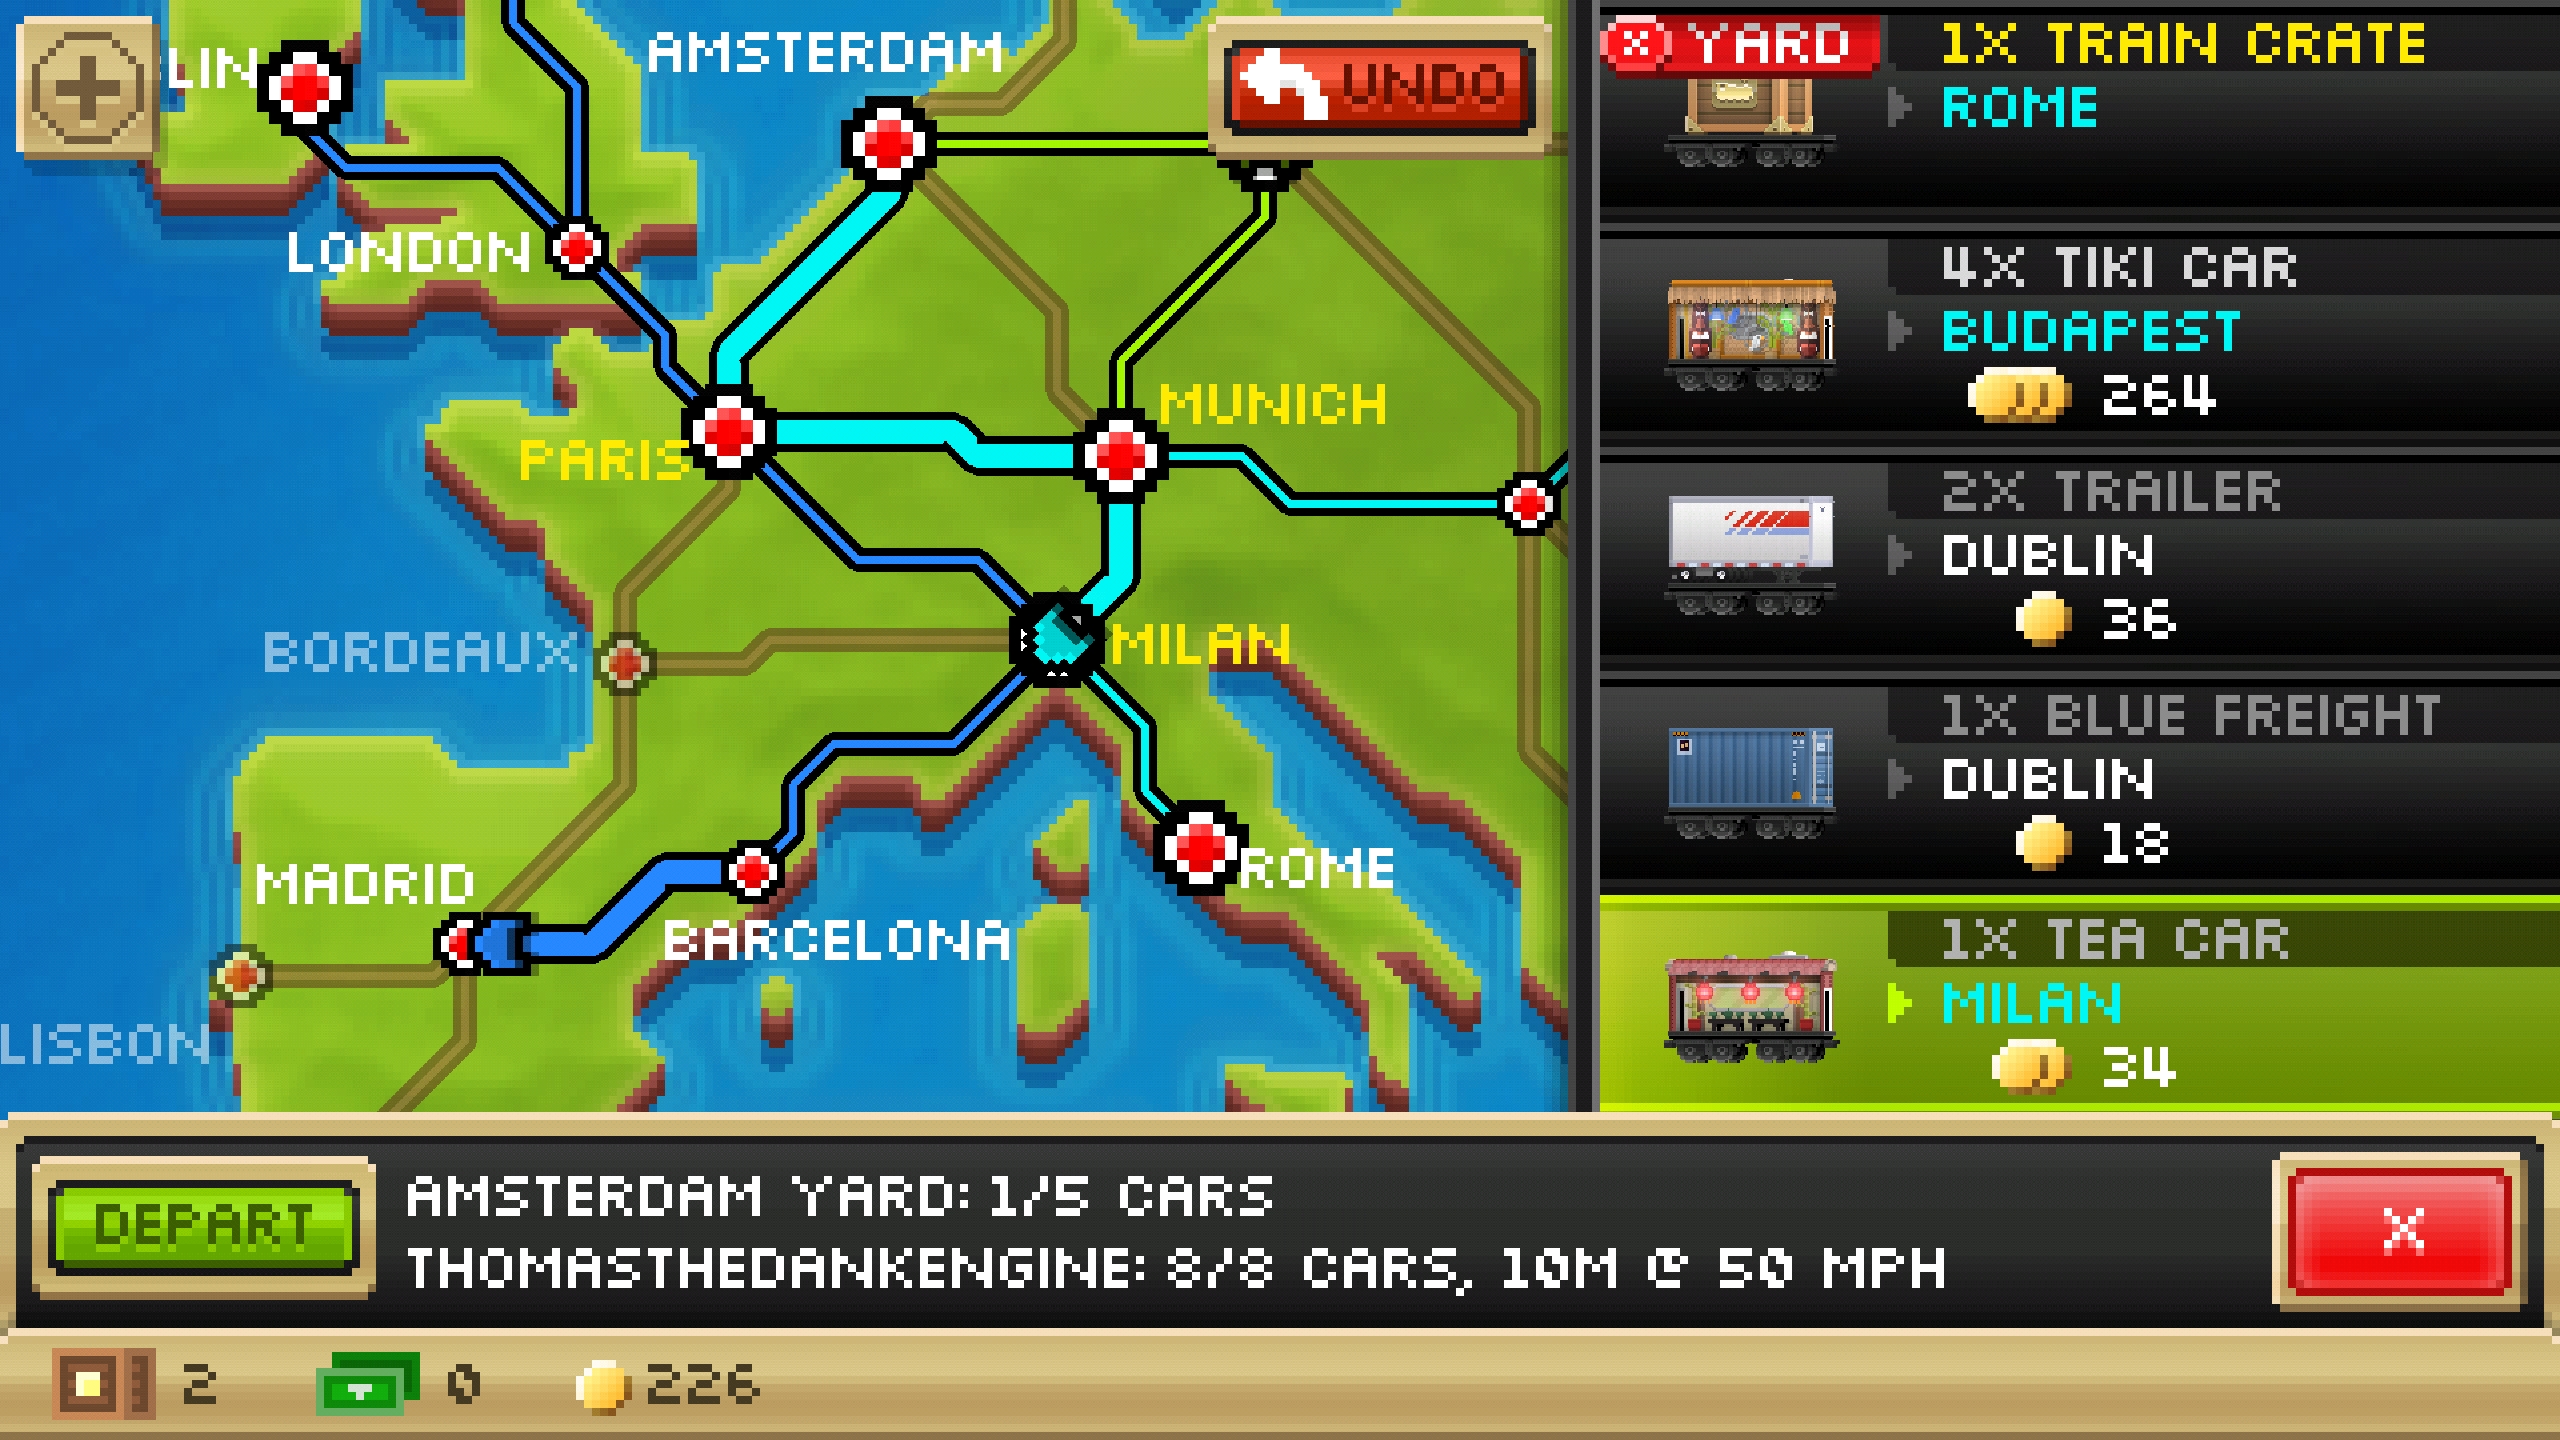 LIN
AMSTERDAM
UNDO
LONDON
MUNICH
PARIS
BORDEAUX
MILAN
MADRID
ROME
BARCELONA
LISBON
YARD
1X TRAIN CRATE
ROME
4X TIKI CAR
BUDAPEST
264
2X TRAILER
DUBLIN
36
1X BLUE FREIGHT
DUBLIN
18
1X TEA CAR
MILAN
34
DEPART
AMSTERDAM YARD: 1/5 CARS
THOMASTHEDANKENGINE: 8/8 CARS, 10M @ 50 MPH
X
2
0
226